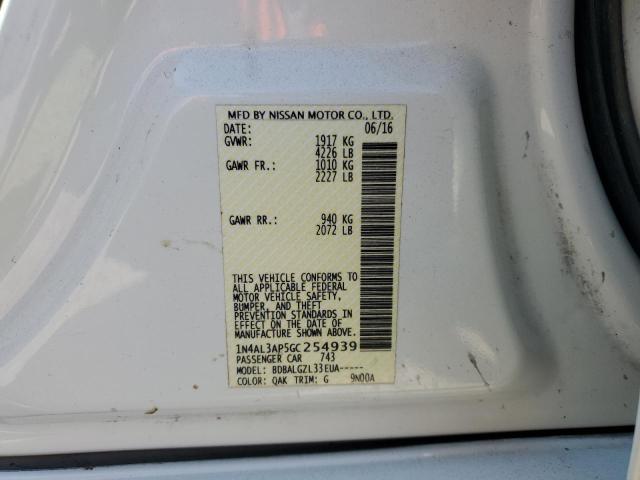 MFD BY NISSAN MOTOR CO., LTD.
DATE: 06/16
GVWR: 1917 KG
4226 LB
GAWR FR.: 1010 KG
2227 LB
GAWR RR.: 940 KG
2072 LB
THIS VEHICLE CONFORMS TO
ALL APPLICABLE FEDERAL
MOTOR VEHICLE SAFETY,
BUMPER, AND THEFT
PREVENTION STANDARDS IN
EFFECT ON THE DATE OF
MANUFACTURE SHOWN ABOVE.
1N4AL3AP5GC254939
PASSENGER CAR 743
MODEL: BDBALGZL33EUA-----
COLOR: QAK TRIM: G 9N00A